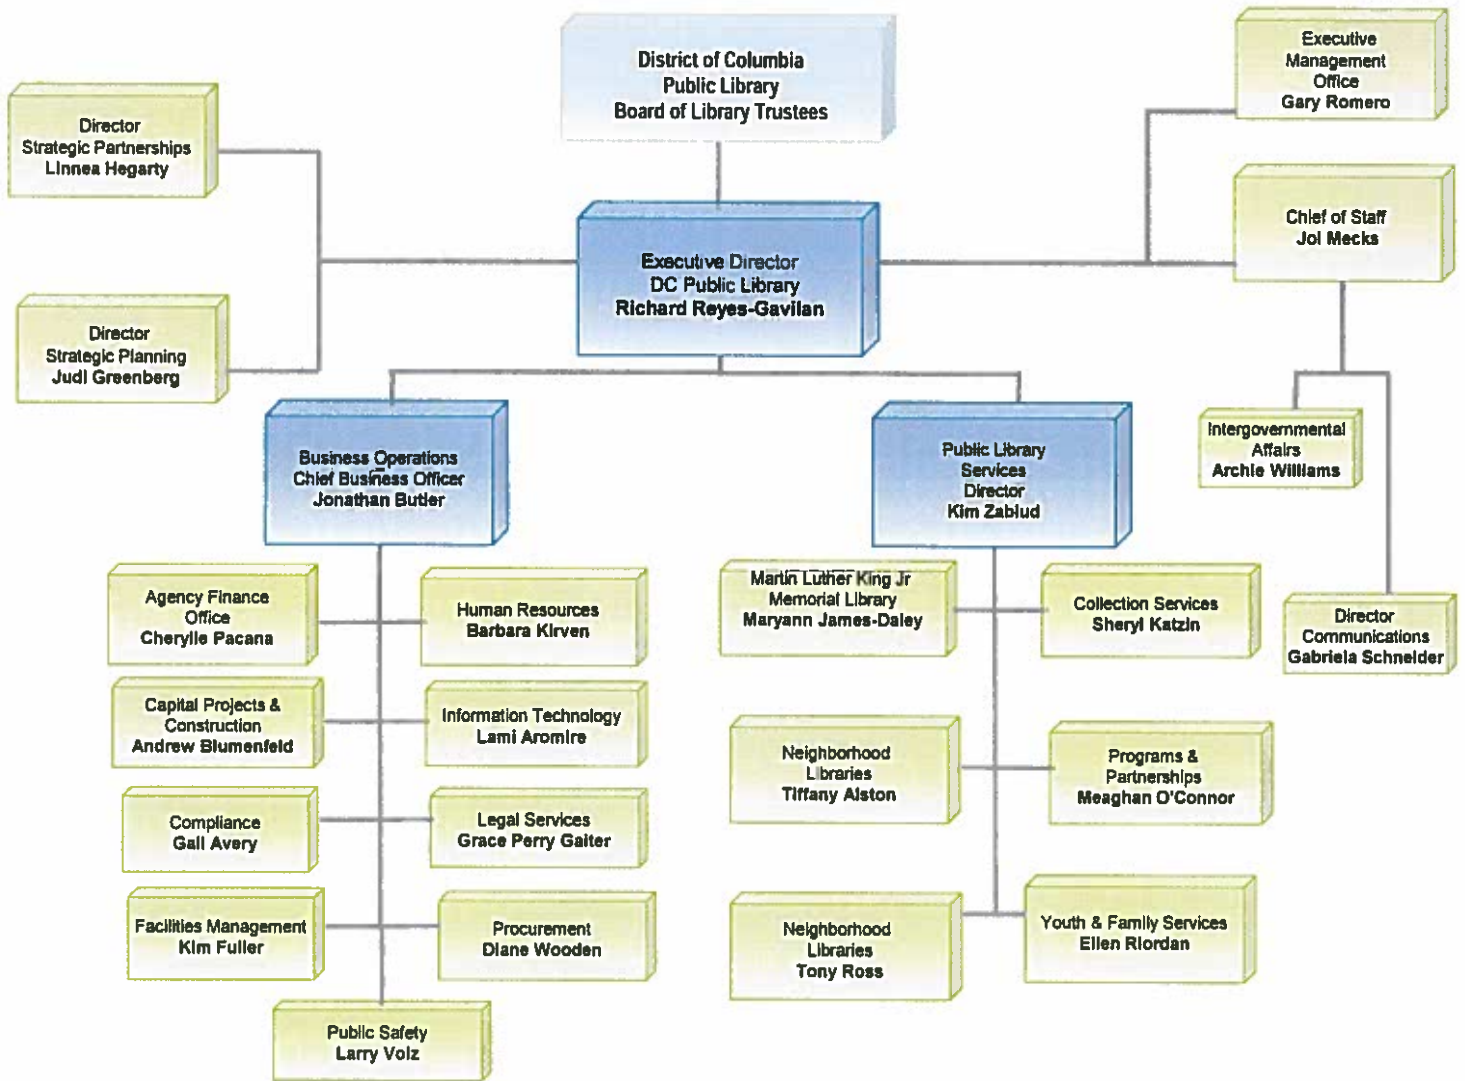 District of Columbia
Public Library
Board of Library Trustees
Executive
Management
Office
Gary Romero
Director
Strategic Partnerships
Linnea Hegarty
Chief of Staff
Joi Mecks
Executive Director
DC Public Library
Richard Reyes-Gavilan
Director
Strategic Planning
Judi Greenberg
Business Operations
Chief Business Officer
Jonathan Butler
Public Library
Services
Director
Kim Zablud
Intergovernmental
Affairs
Archie Williams
Agency Finance
Office
Cherylle Pacana
Human Resources
Barbara Kirven
Martin Luther King Jr
Memorial Library
Maryann James-Daley
Collection Services
Sheryl Katzin
Director
Communications
Gabriela Schneider
Capital Projects &
Construction
Andrew Blumenfeld
Information Technology
Lami Aromire
Neighborhood
Libraries
Tiffany Alston
Programs &
Partnerships
Meaghan O'Connor
Compliance
Gail Avery
Legal Services
Grace Perry Gaiter
Facilities Management
Kim Fuller
Procurement
Diane Wooden
Neighborhood
Libraries
Tony Ross
Youth & Family Services
Ellen Riordan
Public Safety
Larry Volz